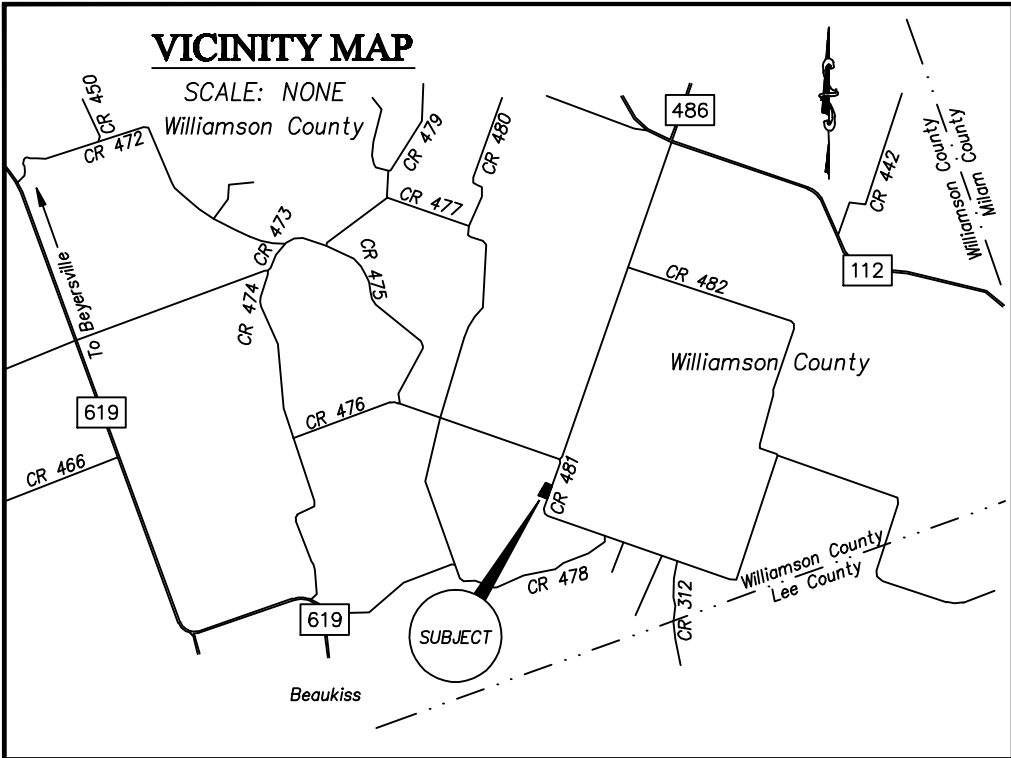 VICINITY MAP
SCALE: NONE
Williamson County
CR 450
CR 472
CR 479
CR 480
486
CR 442
Williamson County
Milam County
CR 477
CR 473
CR 475
CR 474
To Beyersville
112
CR 482
Williamson County
619
CR 476
CR 466
CR 481
Williamson County
Lee County
CR 478
CR 312
619
SUBJECT
Beaukiss